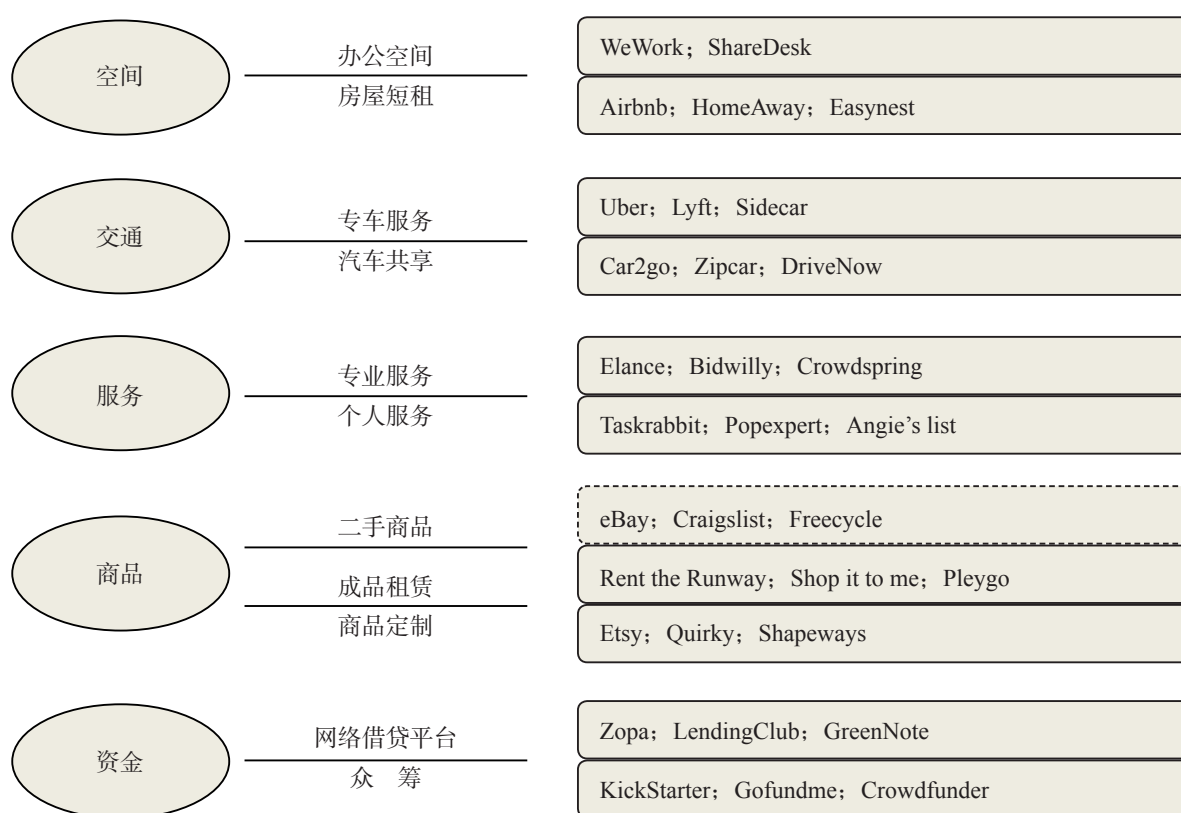 空间
办公空间
房屋短租
WeWork；ShareDesk
Airbnb；HomeAway；Easynest
交通
专车服务
汽车共享
Uber；Lyft；Sidecar
Car2go；Zipcar；DriveNow
服务
专业服务
个人服务
Elance；Bidwilly；Crowdspring
Taskrabbit；Popexpert；Angie’s list
商品
二手商品
成品租赁
商品定制
eBay；Craigslist；Freecycle
Rent the Runway；Shop it to me；Pleygo
Etsy；Quirky；Shapeways
资金
网络借贷平台
众 筹
Zopa；LendingClub；GreenNote
KickStarter；Gofundme；Crowdfunder